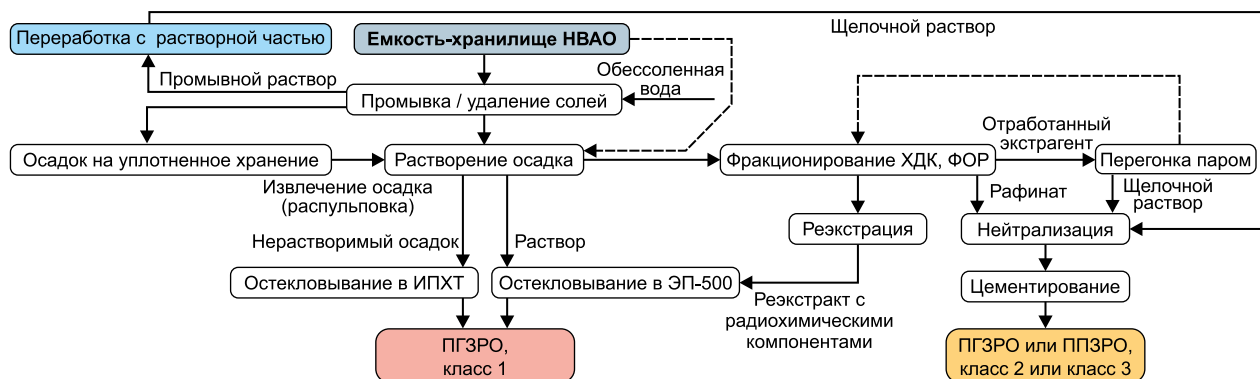 Щелочной раствор
Переработка с растворной частью
Емкость-хранилище НВАО
Промывной раствор
Обессоленная
вода
Промывка / удаление солей
Отработанный
экстрагент
Осадок на уплотненное хранение
Растворение осадка
Фракционирование ХДК, ФОР
Перегонка паром
Извлечение осадка
(распульповка)
Рафинат
Щелочной
раствор
Реэкстрация
Нейтрализация
Нерастворимый осадок
Раствор
Остекловывание в ИПХТ
Остекловывание в ЭП-500
Цементирование
Реэкстракт с
радиохимическими
компонентами
ПГЗРО,
класс 1
ПГЗРО или ППЗРО,
класс 2 или класс 3